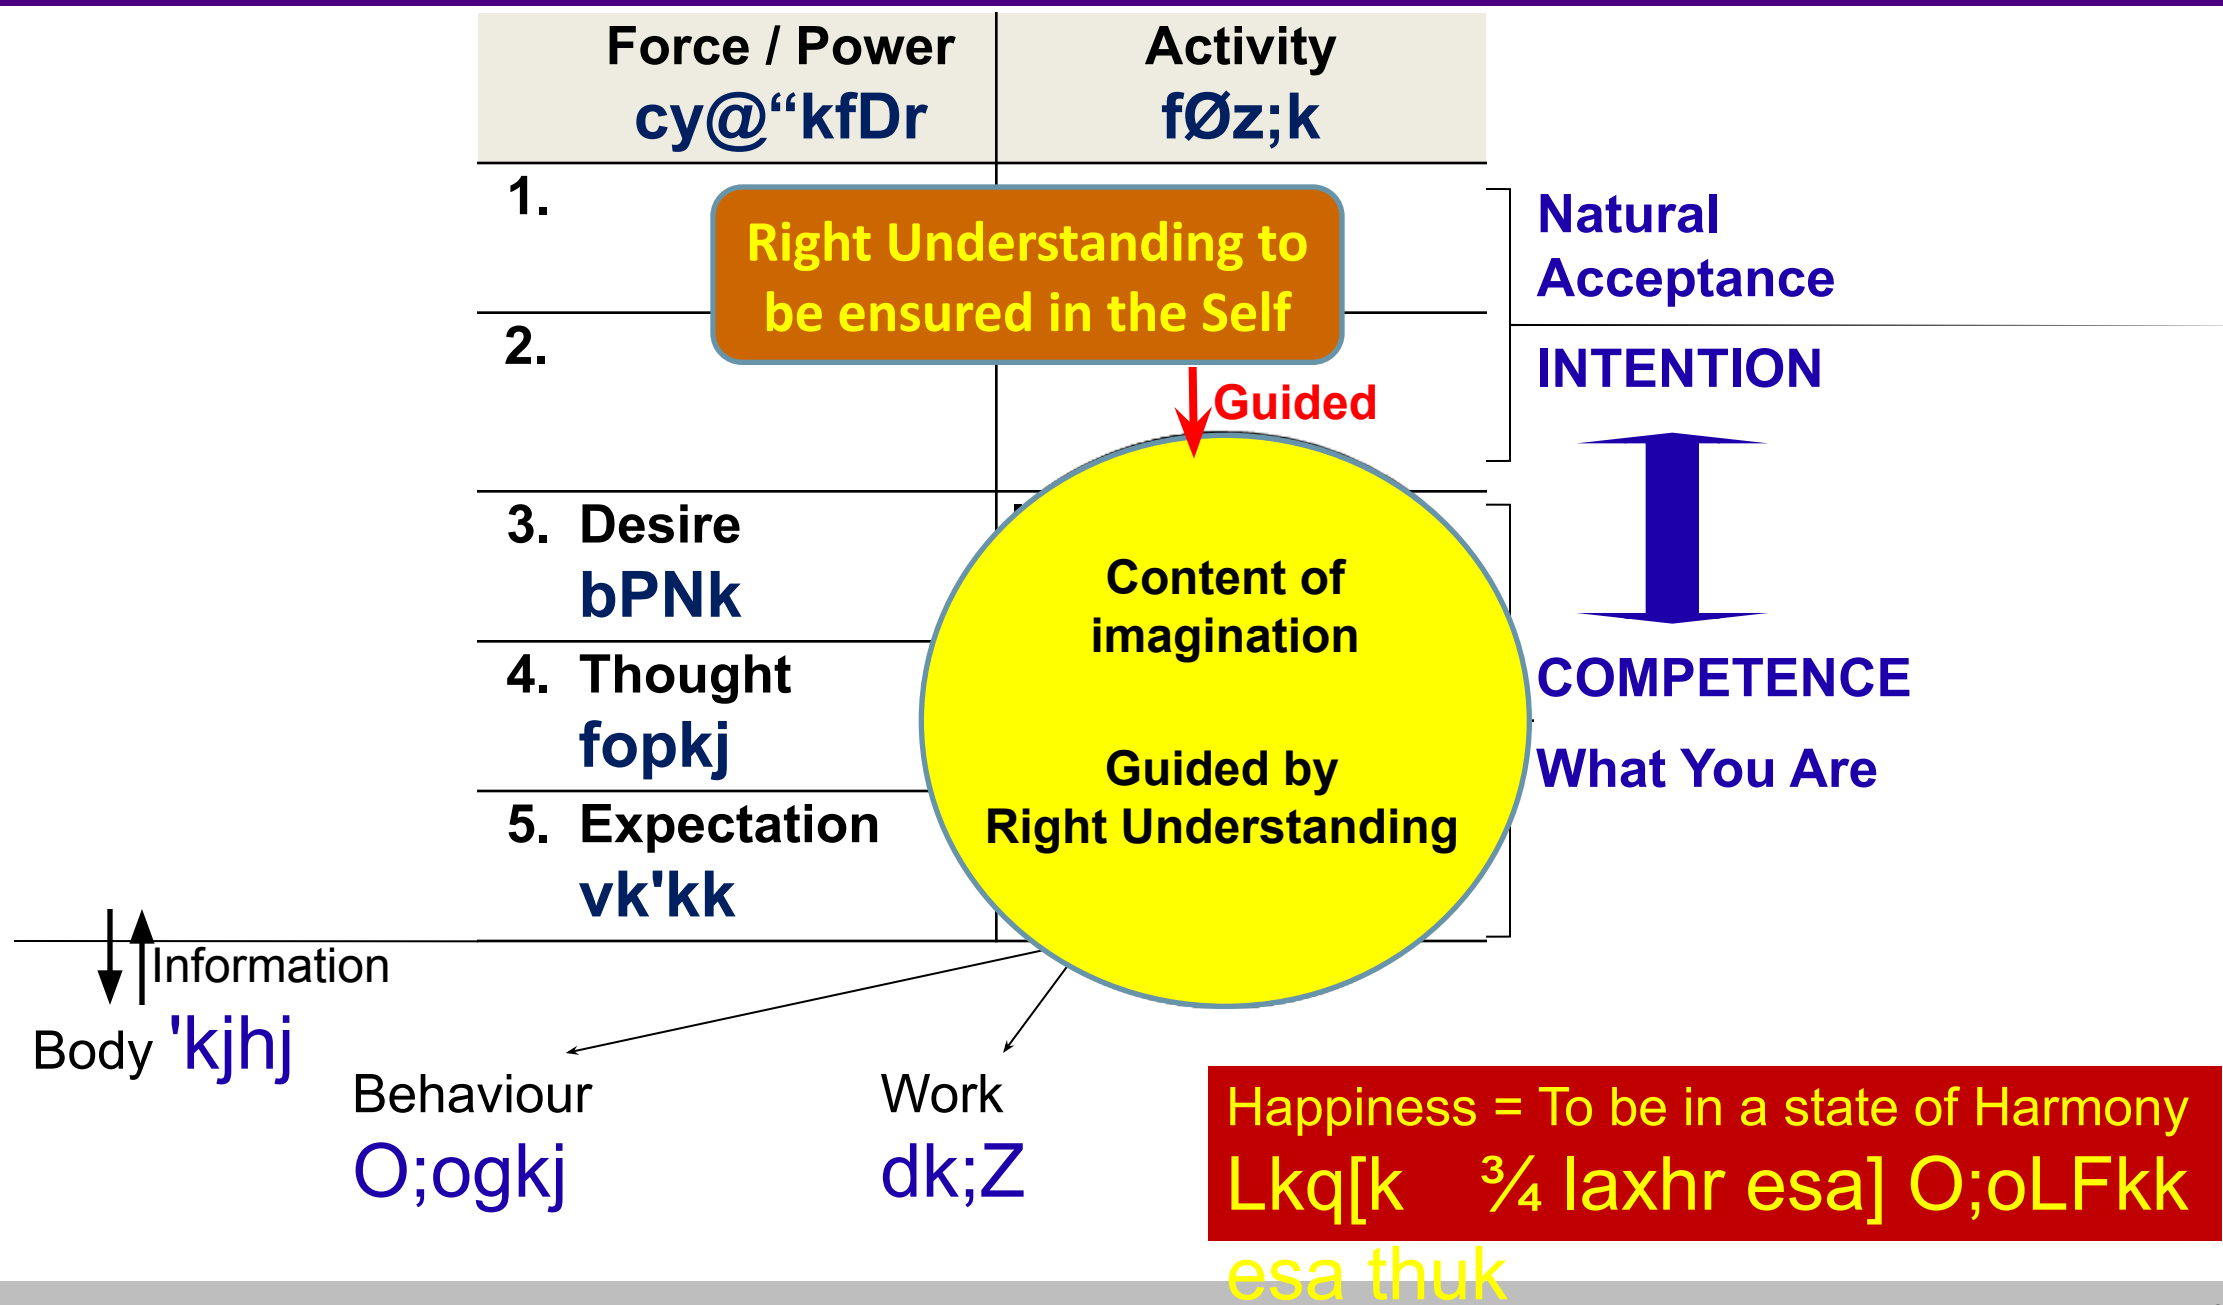 Force / Power
Activity
cy@“kfDr
fØz;k
1.
Right Understanding to
be ensured in the Self
Natural
Acceptance
2.
INTENTION
Guided
3. Desire
bPNk
Content of
imagination
4. Thought
fopkj
COMPETENCE
Guided by
Right Understanding
What You Are
5. Expectation
vk'kk
Information
Body 'kjhj
Behaviour
O;ogkj
Work
dk;Z
Happiness = To be in a state of Harmony
Lkq[k ¾ laxhr esa] O;oLFkk
esa thuk